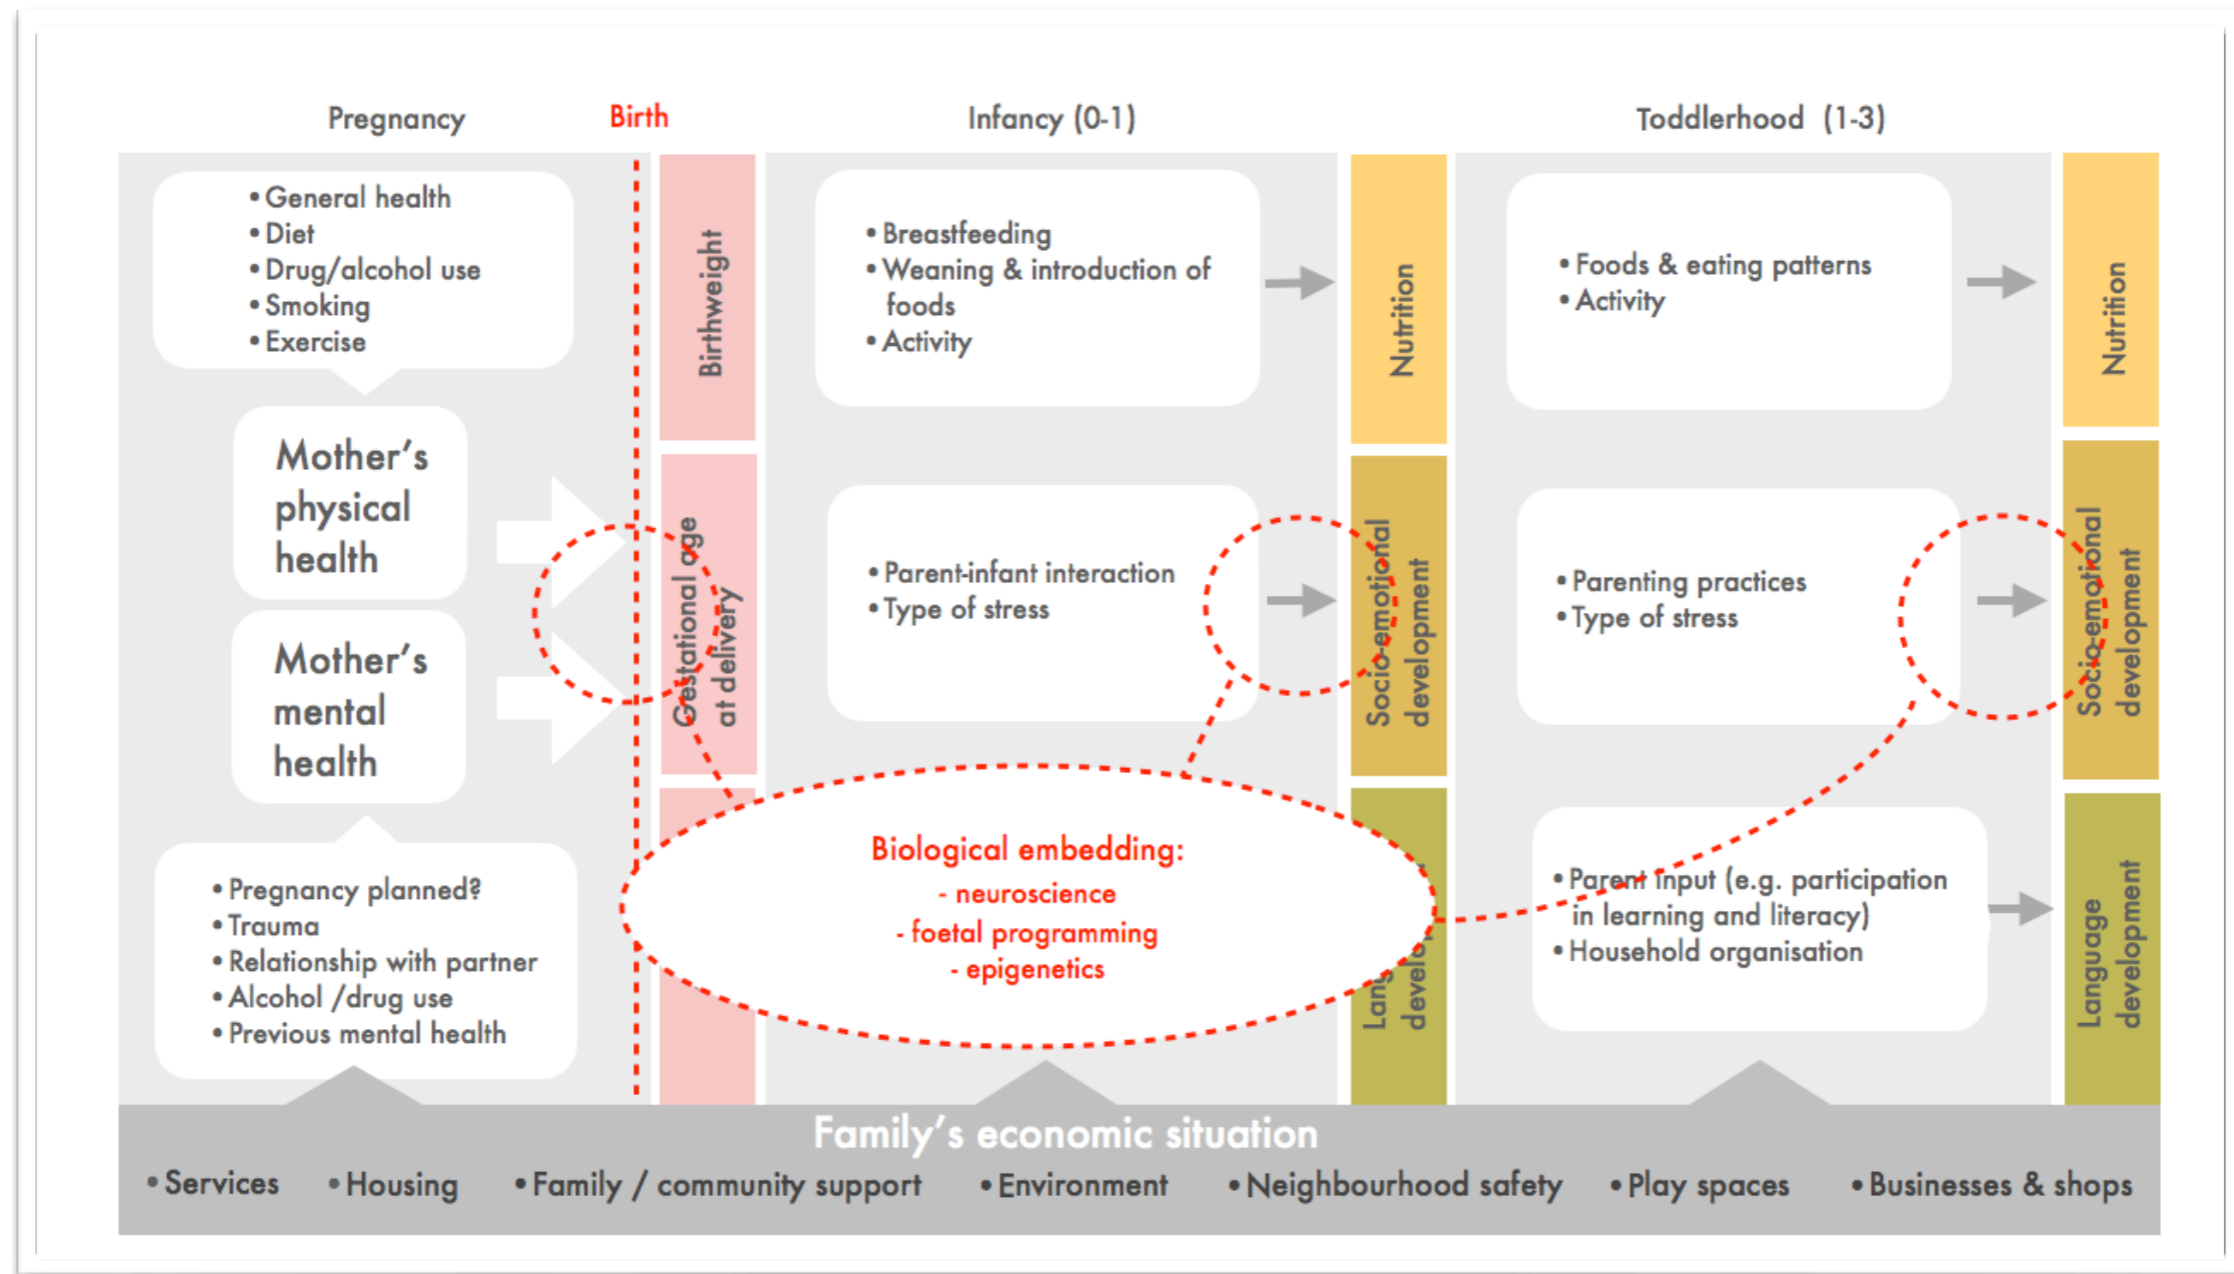 Pregnancy
Birth
Infancy (0-1)
Toddlerhood (1-3)
• General health
• Diet
• Drug/alcohol use
• Smoking
• Exercise
Mother's
physical
health
Mother's
mental
health
• Pregnancy planned?
• Trauma
• Relationship with partner
• Alcohol /drug use
• Previous mental health
Birthweight
Gestational age
at delivery
• Breastfeeding
• Weaning & introduction of
foods
• Activity
• Parent-infant interaction
• Type of stress
Biological embedding:
- neuroscience
- foetal programming
- epigenetics
Nutrition
Socio-emotional
development
• Foods & eating patterns
• Activity
• Parenting practices
• Type of stress
• Parent input (e.g. participation
in learning and literacy)
• Household organisation
Nutrition
Socio-emotional
development
Language
development
Family's economic situation
• Services • Housing • Family / community support • Environment • Neighbourhood safety • Play spaces • Businesses & shops